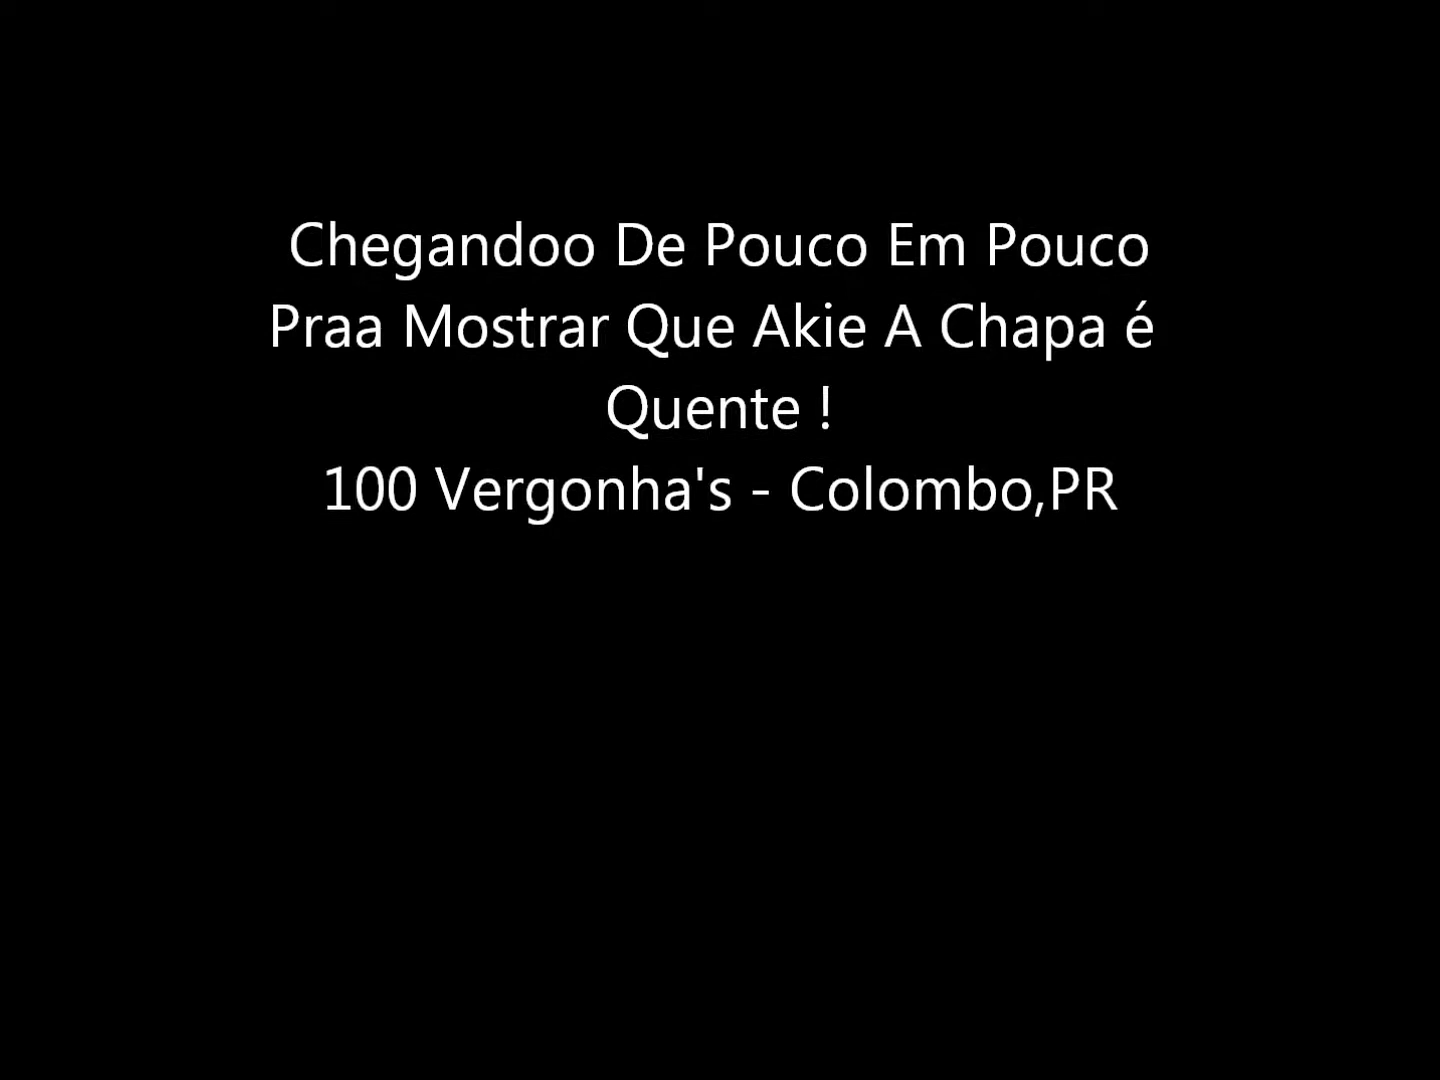 Chegandoo De Pouco Em Pouco
Praa Mostrar Que Akie A Chapa é
Quente !
100 Vergonha's - Colombo,PR